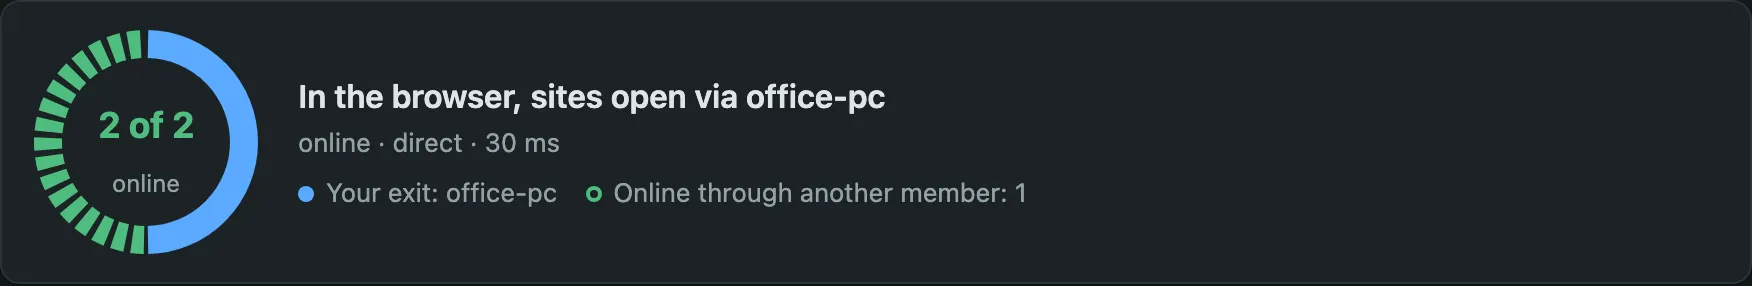 2 of 2
online
In the browser, sites open via office-pc
online · direct · 30 ms
Your exit: office-pc
Online through another member: 1